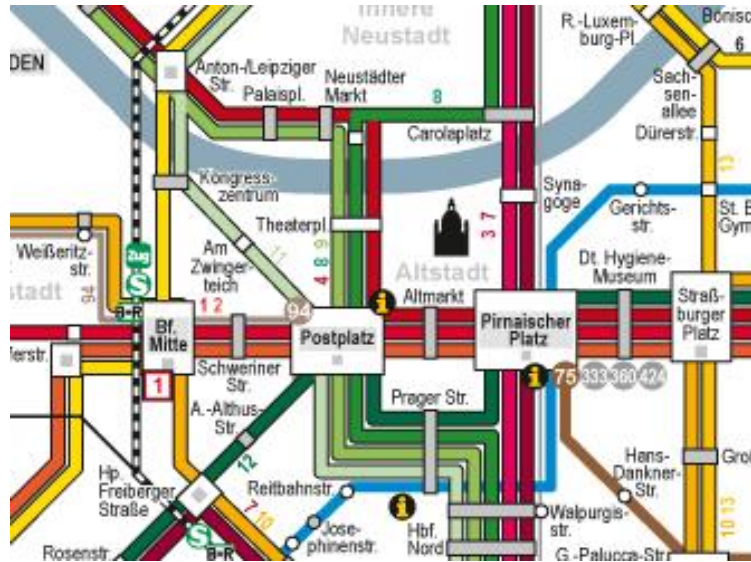 Innere
Neustadt
R.-Luxem-
burg-Pl.
6
DEN
Anton-/Leipziger
Str.
Palaispl.
Neustädter
Markt
8
Carolaplatz
Sach-
sen-
allee
Dürerstr.
13
Kongress-
zentrum
Syna-
goge
Gerichts-
str.
St. B
Gym
Weißeritz-
str.
Zug
S
94
Am
Zwinger-
teich
11
Theaterpl.
4 8 9
3 7
Altstadt
Dt. Hygiene-
Museum
stadt
B-R
1 2
94
i
Altmarkt
Bf.
Mitte
Postplatz
Pirnaischer
Platz
Straß-
burger
Platz
Schweriner
Str.
1
i
75
333
360
424
Prager Str.
A.-Althus-
Str.
12
Hp.
Freiberger
Straße
7 10
Reitbahnstr.
i
Hans-
Dankner-
Str.
Walpurgis-
str.
10 13
S
B-R
Rosenstr.
Jose-
phinenstr.
Hbf.
Nord
G.-Palucca-Str